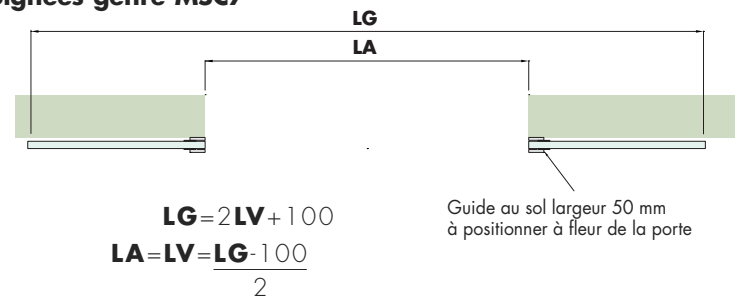 genre
LG
LA
LG=2LV+100
Guide au sol largeur 50 mm
à positionner à fleur de la porte
LA=LV=LG-100
2